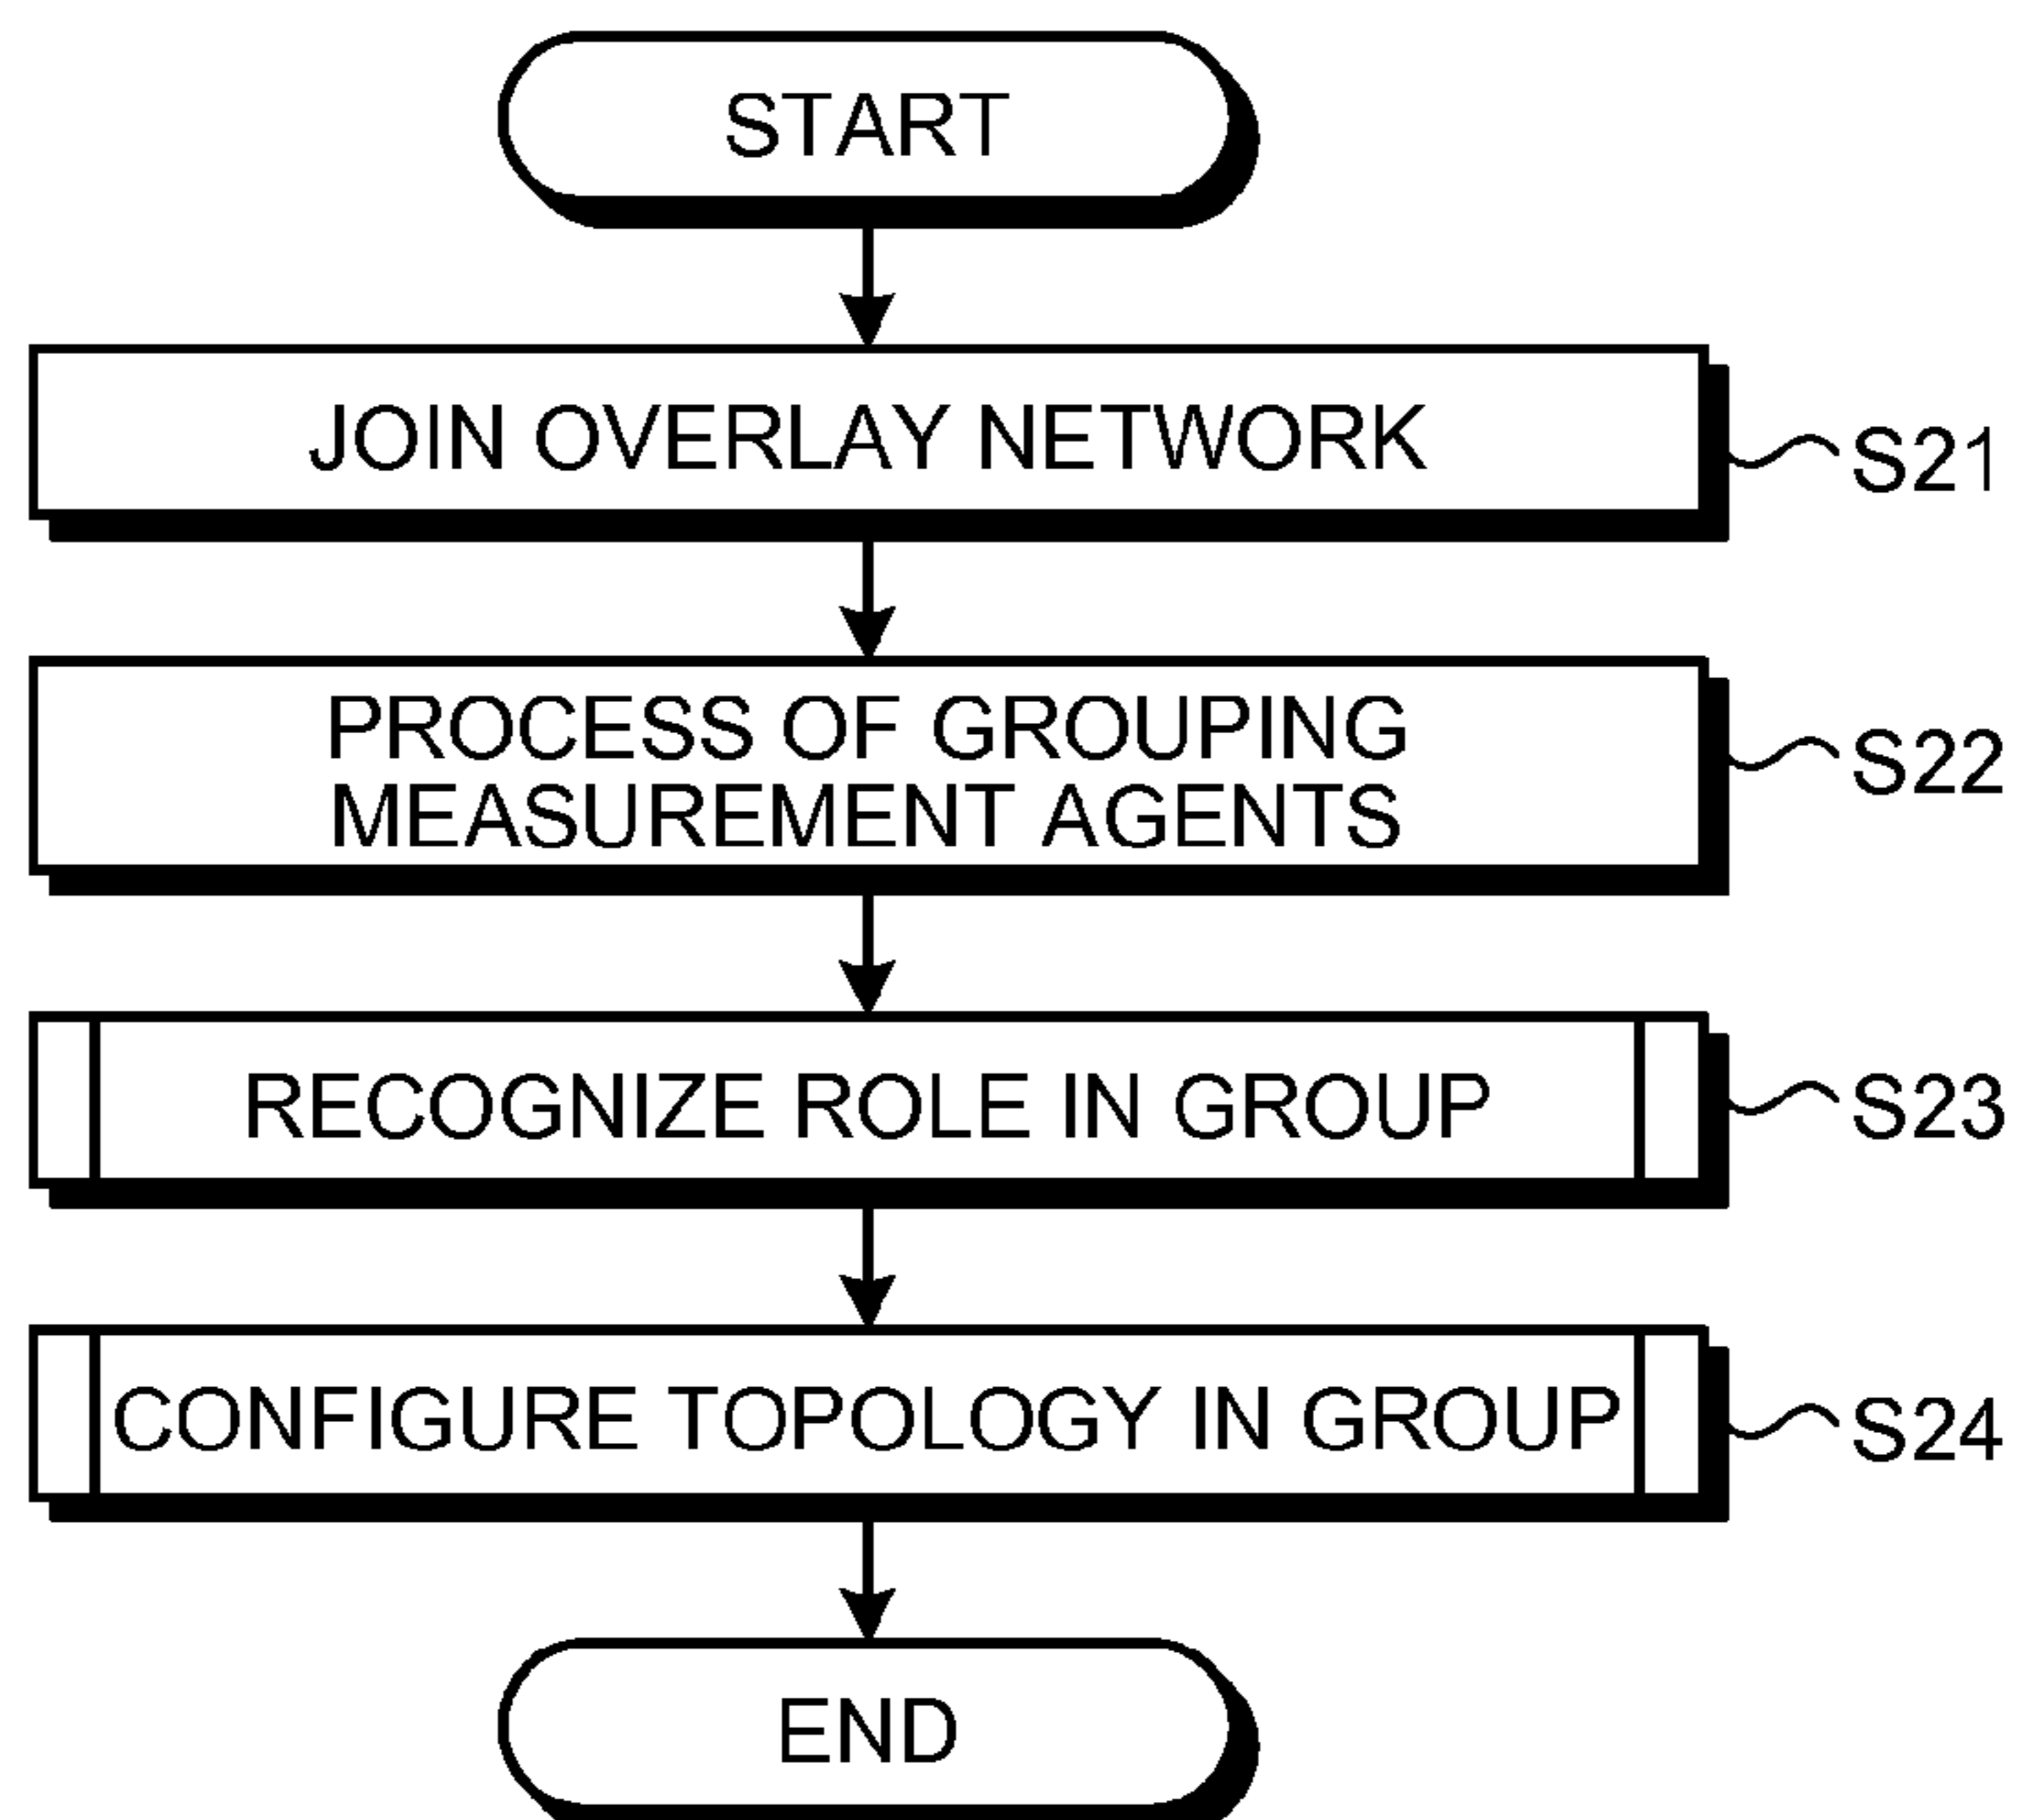 START
JOIN OVERLAY NETWORK
S21
PROCESS OF GROUPING
MEASUREMENT AGENTS
S22
RECOGNIZE ROLE IN GROUP
S23
CONFIGURE TOPOLOGY IN GROUP
S24
END